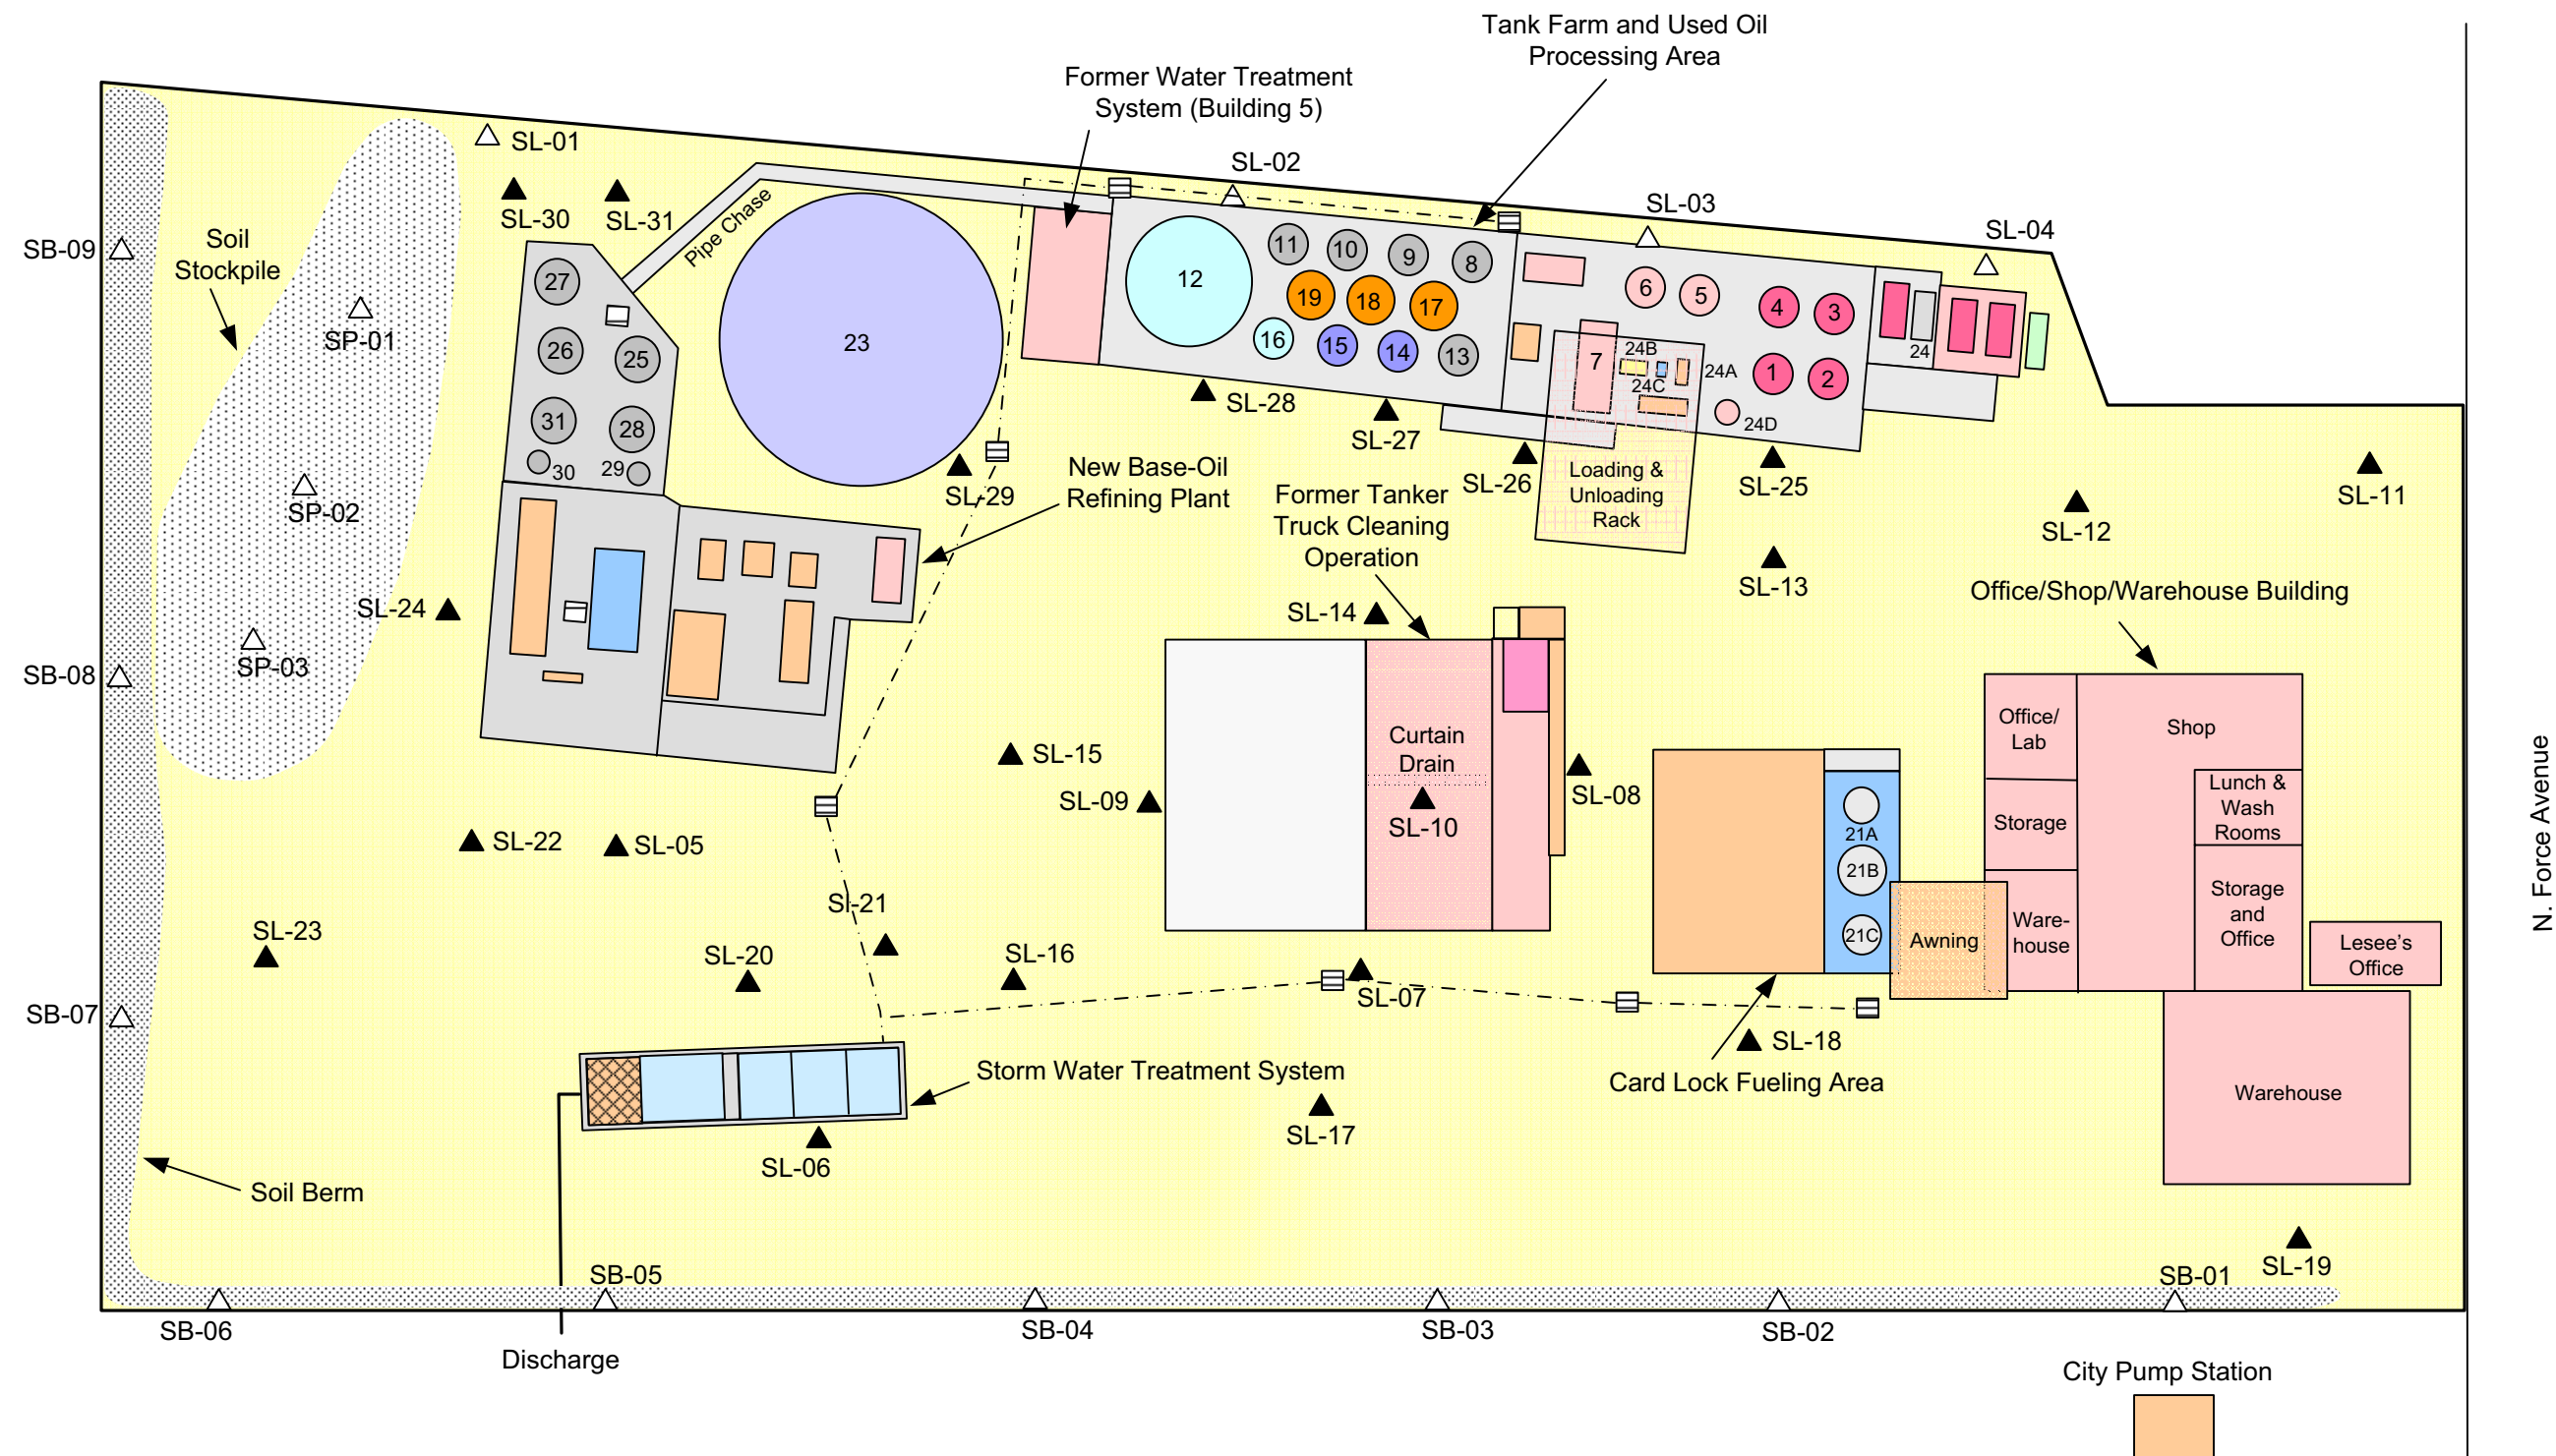 Tank Farm and Used Oil
Processing Area
Former Water Treatment
System (Building 5)
SL-01
SL-02
SL-03
SL-04
SL-30
SL-31
Pipe Chase
SB-09
Soil
Stockpile
SP-01
SP-02
SP-03
27
26
25
31
28
30
29
23
12
11
10
9
8
19
18
17
16
15
14
13
6
5
4
3
7
24B
24A
24C
24D
1
2
24
SL-28
SL-27
SL-26
SL-25
SL-29
Loading &
Unloading
Rack
New Base-Oil
Refining Plant
Former Tanker
Truck Cleaning
Operation
SL-11
SL-12
SL-13
SL-14
SL-24
SB-08
Office/Shop/Warehouse Building
Office/
Lab
Shop
Storage
Lunch &
Wash
Rooms
Ware-
house
Storage
and
Office
Lesee’s
Office
Warehouse
N. Force Avenue
Curtain
Drain
SL-10
SL-15
SL-09
SL-08
21A
21B
21C
Awning
SL-22
SL-05
Sl-21
SL-23
SL-20
SL-16
SL-07
SB-07
SL-18
Card Lock Fueling Area
Storm Water Treatment System
SL-17
SL-06
Soil Berm
SL-19
SB-05
SB-01
SB-06
SB-04
SB-03
SB-02
Discharge
City Pump Station